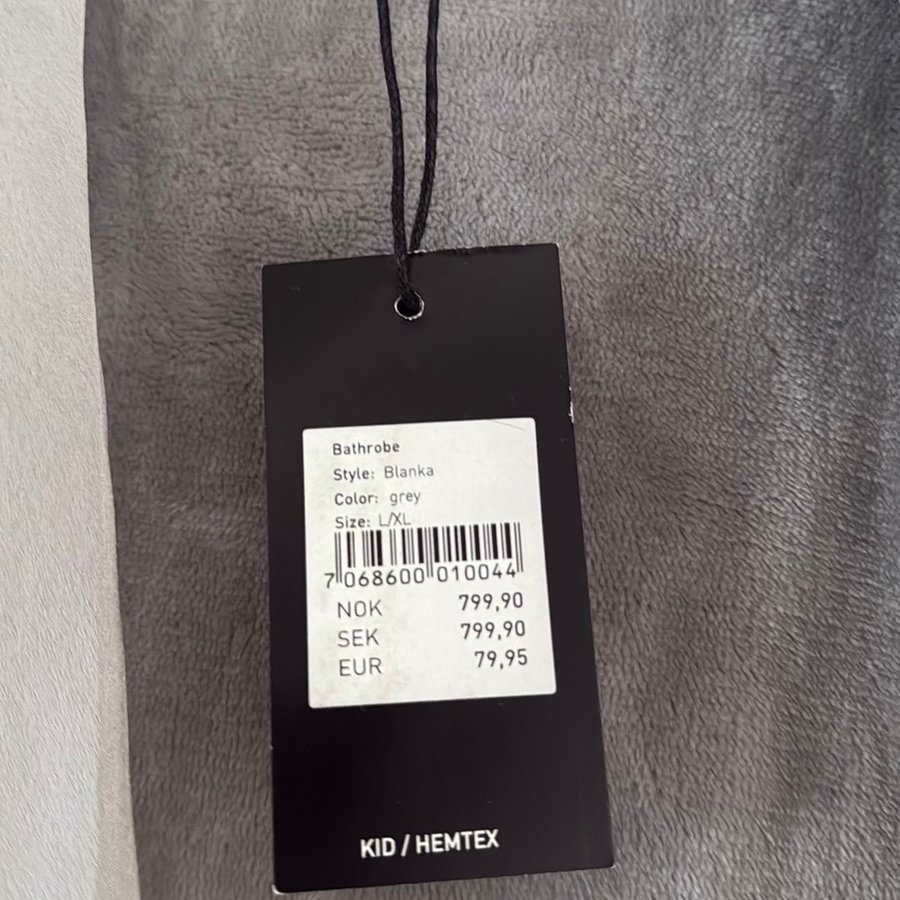 Bathrobe
Style: Blanka
Color: grey
Size: L/XL
7 068600 010044
NOK 799,90
SEK 799,90
EUR 79,95
KID / HEMTEX